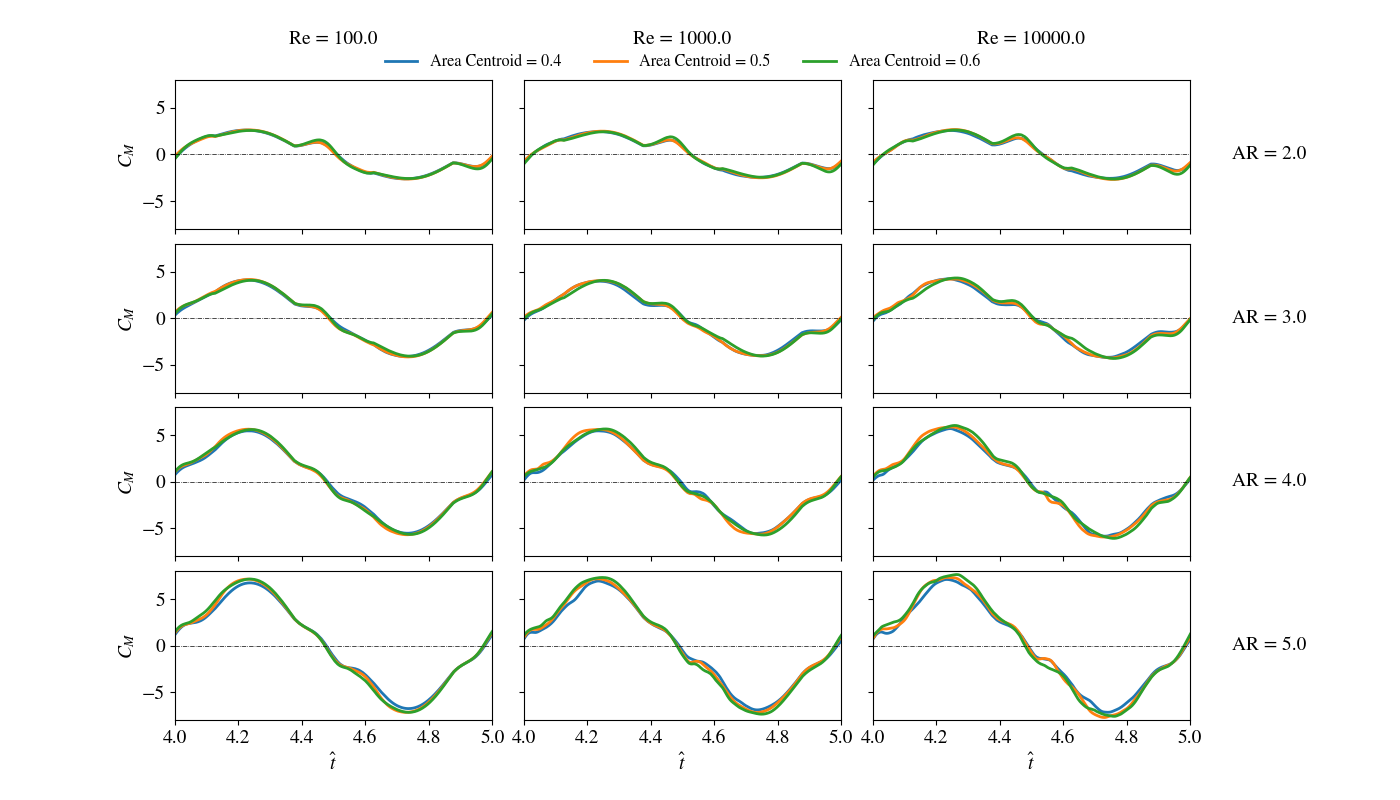 Re = 100.0 Re = 1000.0 Re = 10000.0
Area Centroid = 0.4 Area Centroid = 0.5 Area Centroid = 0.6
5
0
−5
C_M
AR = 2.0
5
0
−5
C_M
AR = 3.0
5
0
−5
C_M
AR = 4.0
5
0
−5
C_M
AR = 5.0
4.0 4.2 4.4 4.6 4.8 5.0 4.0 4.2 4.4 4.6 4.8 5.0 4.0 4.2 4.4 4.6 4.8 5.0
t̂ t̂ t̂